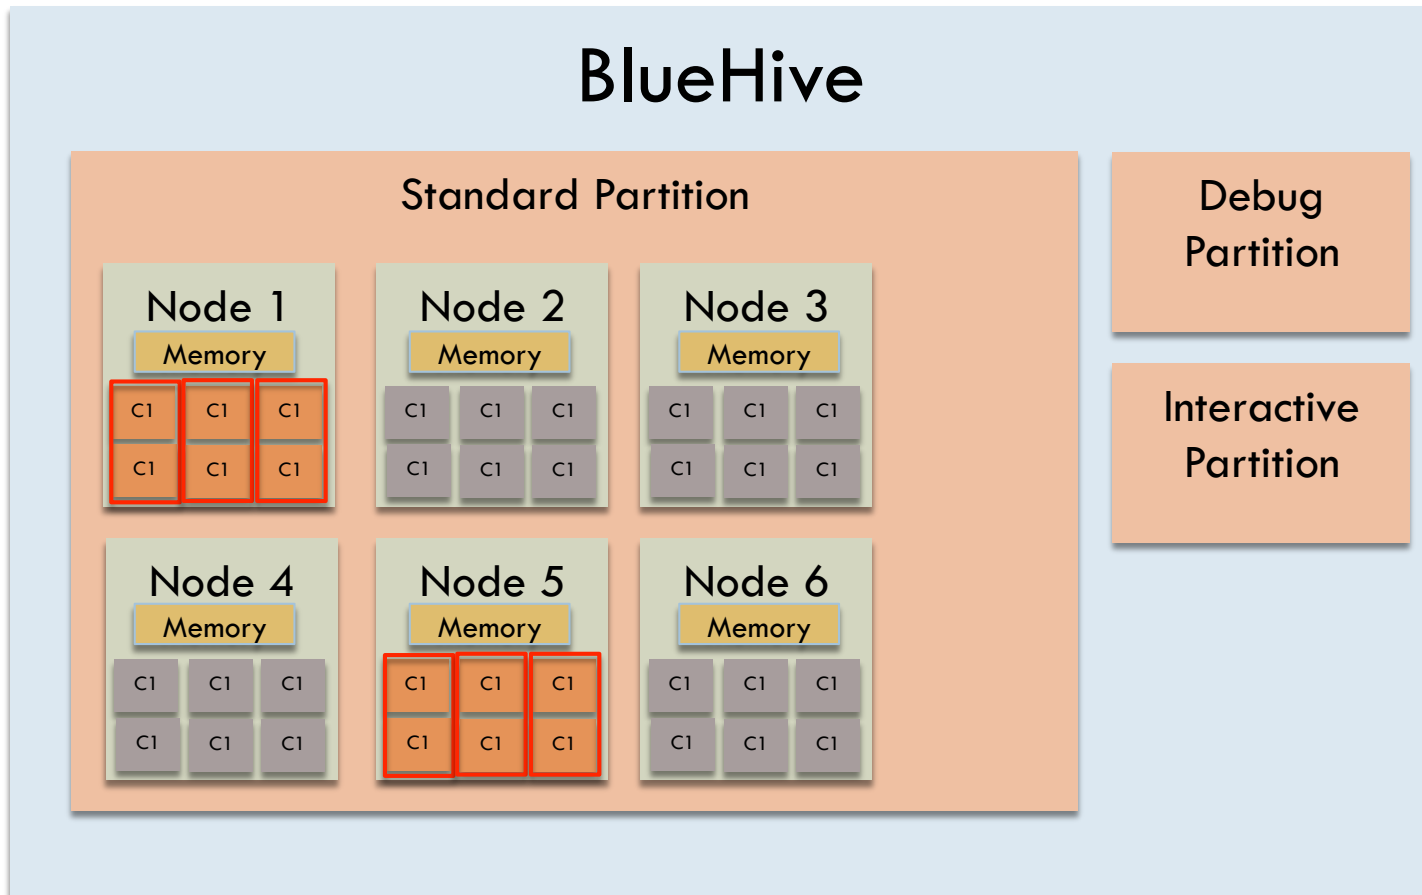 BlueHive
Standard Partition
Debug
Partition
Interactive
Partition
Node 1
Memory
C1 C1 C1
C1 C1 C1
Node 2
Memory
C1 C1 C1
C1 C1 C1
Node 3
Memory
C1 C1 C1
C1 C1 C1
Node 4
Memory
C1 C1 C1
C1 C1 C1
Node 5
Memory
C1 C1 C1
C1 C1 C1
Node 6
Memory
C1 C1 C1
C1 C1 C1